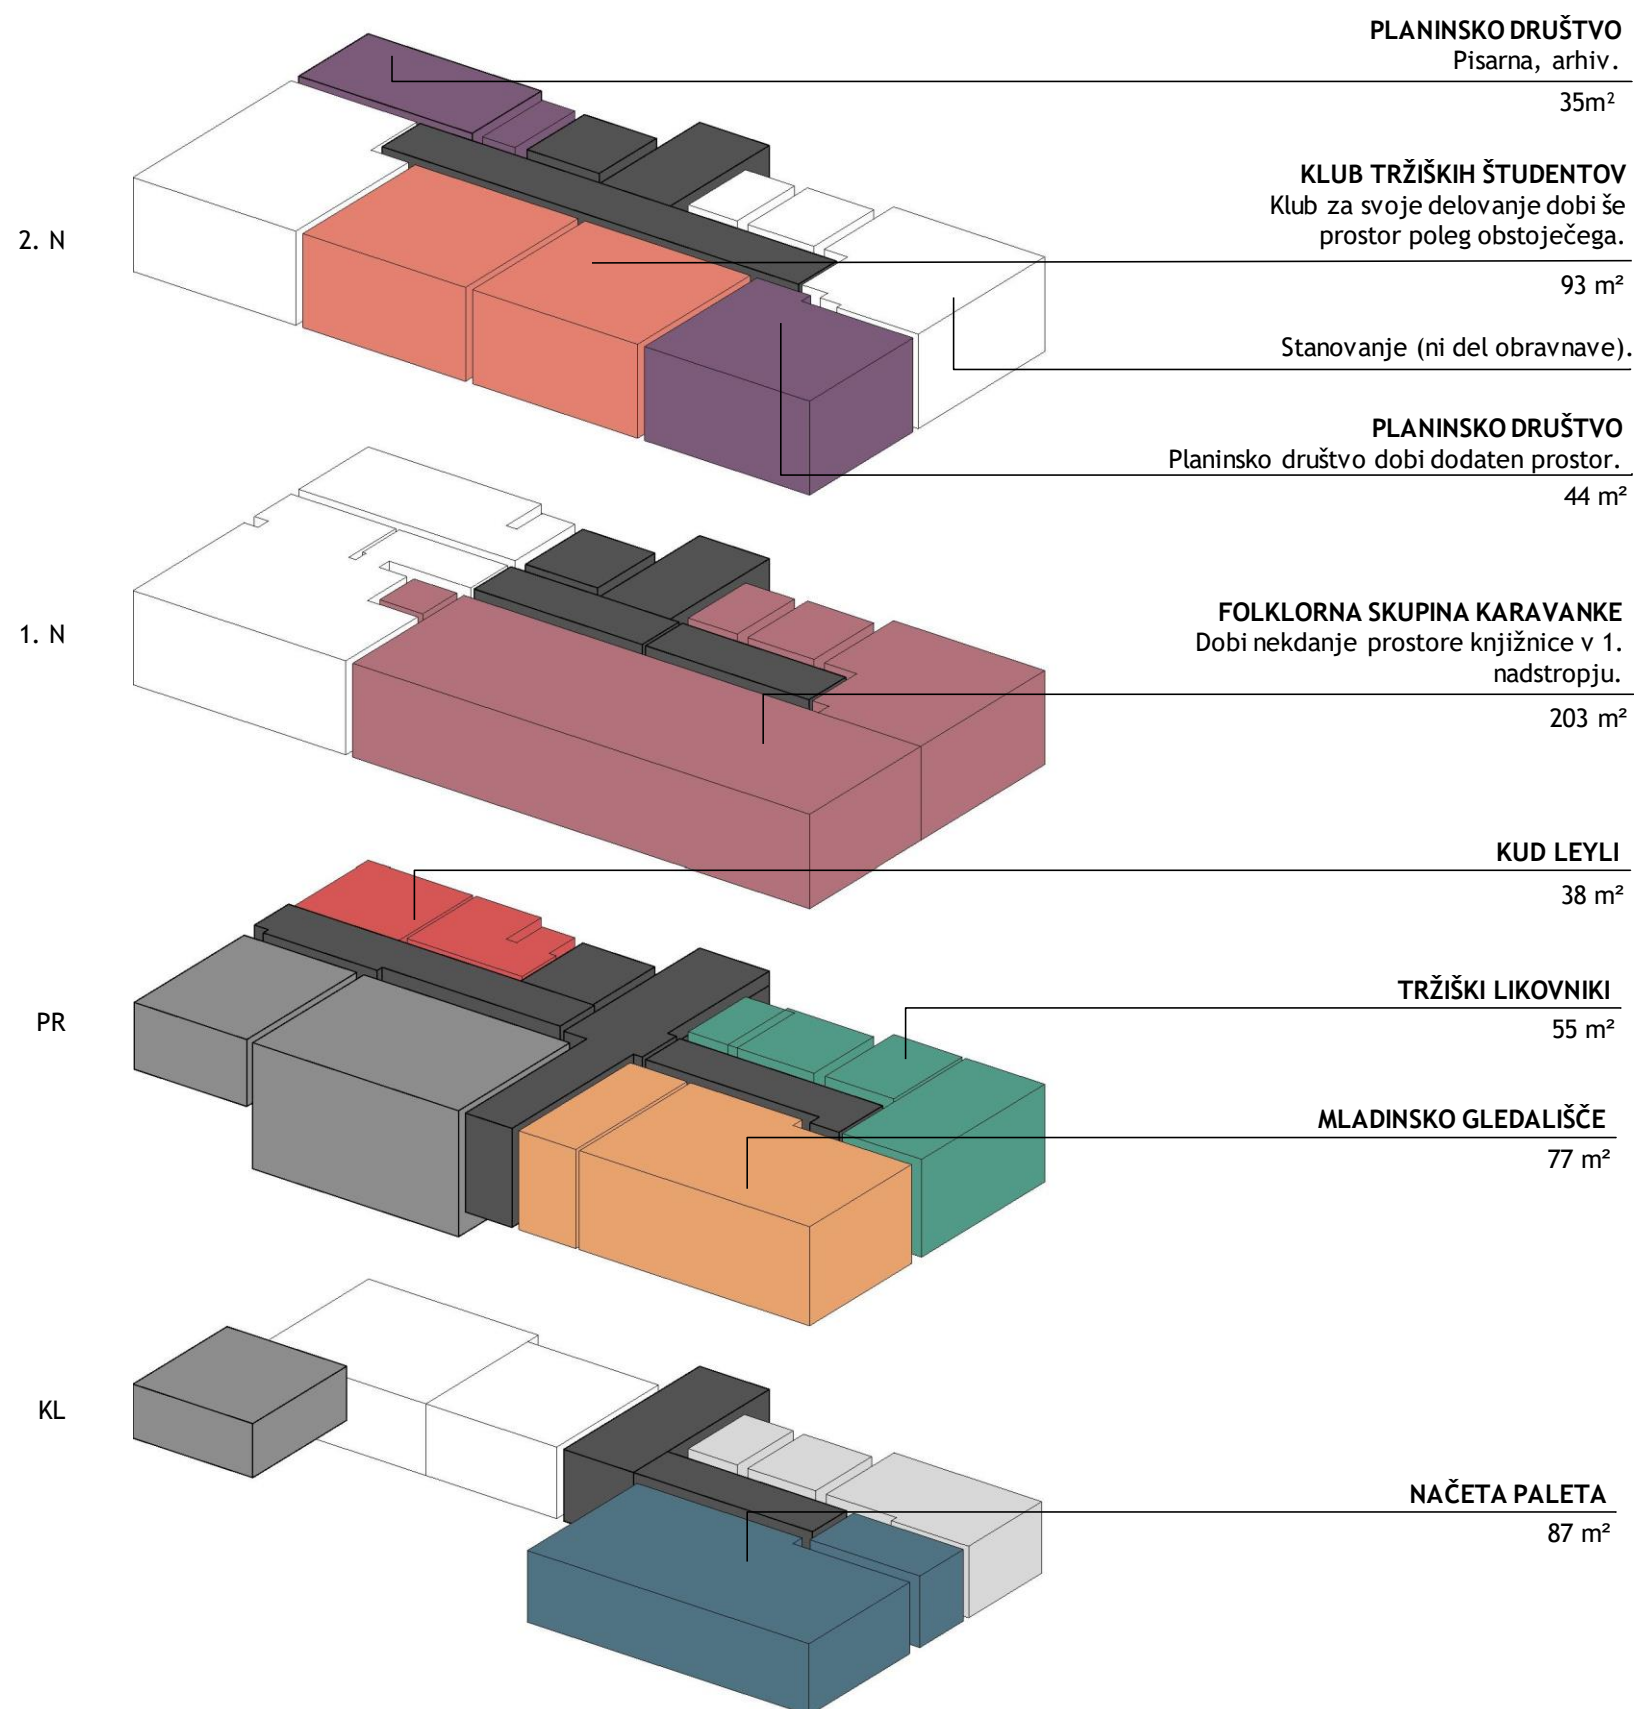 PLANINSKO DRUŠTVO
Pisarna, arhiv.
35m²
KLUB TRŽIŠKIH ŠTUDENTOV
Klub za svoje delovanje dobi še
prostor poleg obstoječega.
2. N
93 m²
Stanovanje (ni del obravnave).
PLANINSKO DRUŠTVO
Planinsko društvo dobi dodaten prostor.
44 m²
FOLKLORNA SKUPINA KARAVANKE
1. N
Dobi nekdanje prostore knjižnice v 1.
nadstropju.
203 m²
KUD LEYLI
38 m²
TRŽIŠKI LIKOVNIKI
PR
55 m²
MLADINSKO GLEDALIŠČE
77 m²
KL
NAČETA PALETA
87 m²